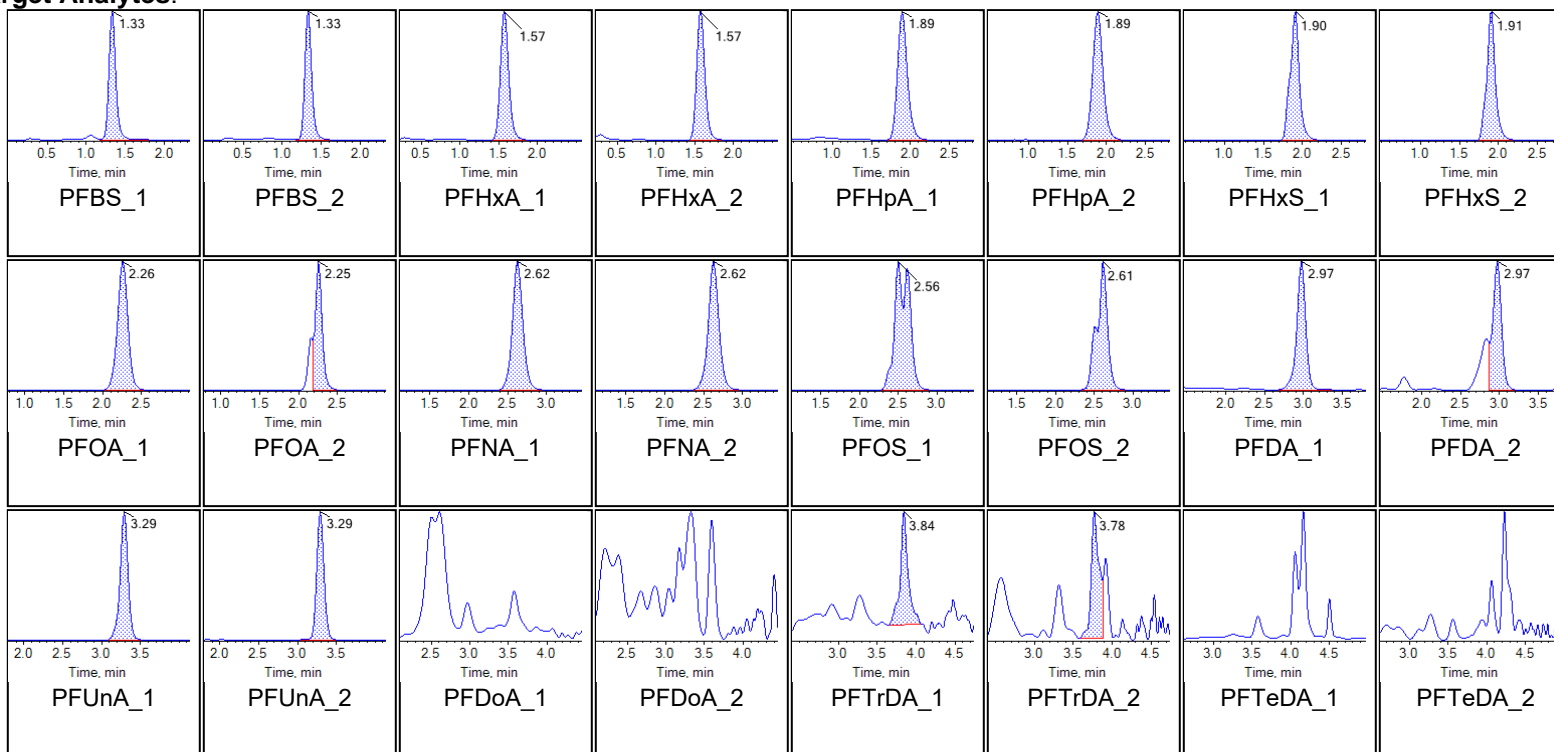 rget Analytes:
1.33 1.33 1.57 1.57 1.89 1.89 1.90 1.91
0.5 1.0 1.5 2.0 0.5 1.0 1.5 2.0 0.5 1.0 1.5 2.0 0.5 1.0 1.5 2.0 1.0 1.5 2.0 2.5 1.0 1.5 2.0 2.5 1.0 1.5 2.0 2.5 1.0 1.5 2.0 2.5
Time, min Time, min Time, min Time, min Time, min Time, min Time, min Time, min
PFBS_1 PFBS_2 PFHxA_1 PFHxA_2 PFHpA_1 PFHpA_2 PFHxS_1 PFHxS_2
2.26 2.25 2.62 2.62 2.56 2.61 2.97 2.97
1.0 1.5 2.0 2.5 1.0 1.5 2.0 2.5 1.5 2.0 2.5 3.0 1.5 2.0 2.5 3.0 1.5 2.0 2.5 3.0 1.5 2.0 2.5 3.0 2.0 2.5 3.0 3.5 2.0 2.5 3.0 3.5
Time, min Time, min Time, min Time, min Time, min Time, min Time, min Time, min
PFOA_1 PFOA_2 PFNA_1 PFNA_2 PFOS_1 PFOS_2 PFDA_1 PFDA_2
3.29 3.29 3.84 3.78
2.0 2.5 3.0 3.5 2.0 2.5 3.0 3.5 2.5 3.0 3.5 4.0 2.5 3.0 3.5 4.0 3.0 3.5 4.0 4.5 3.0 3.5 4.0 4.5 3.0 3.5 4.0 4.5 3.0 3.5 4.0 4.5
Time, min Time, min Time, min Time, min Time, min Time, min Time, min Time, min
PFUnA_1 PFUnA_2 PFDoA_1 PFDoA_2 PFTrDA_1 PFTrDA_2 PFTeDA_1 PFTeDA_2